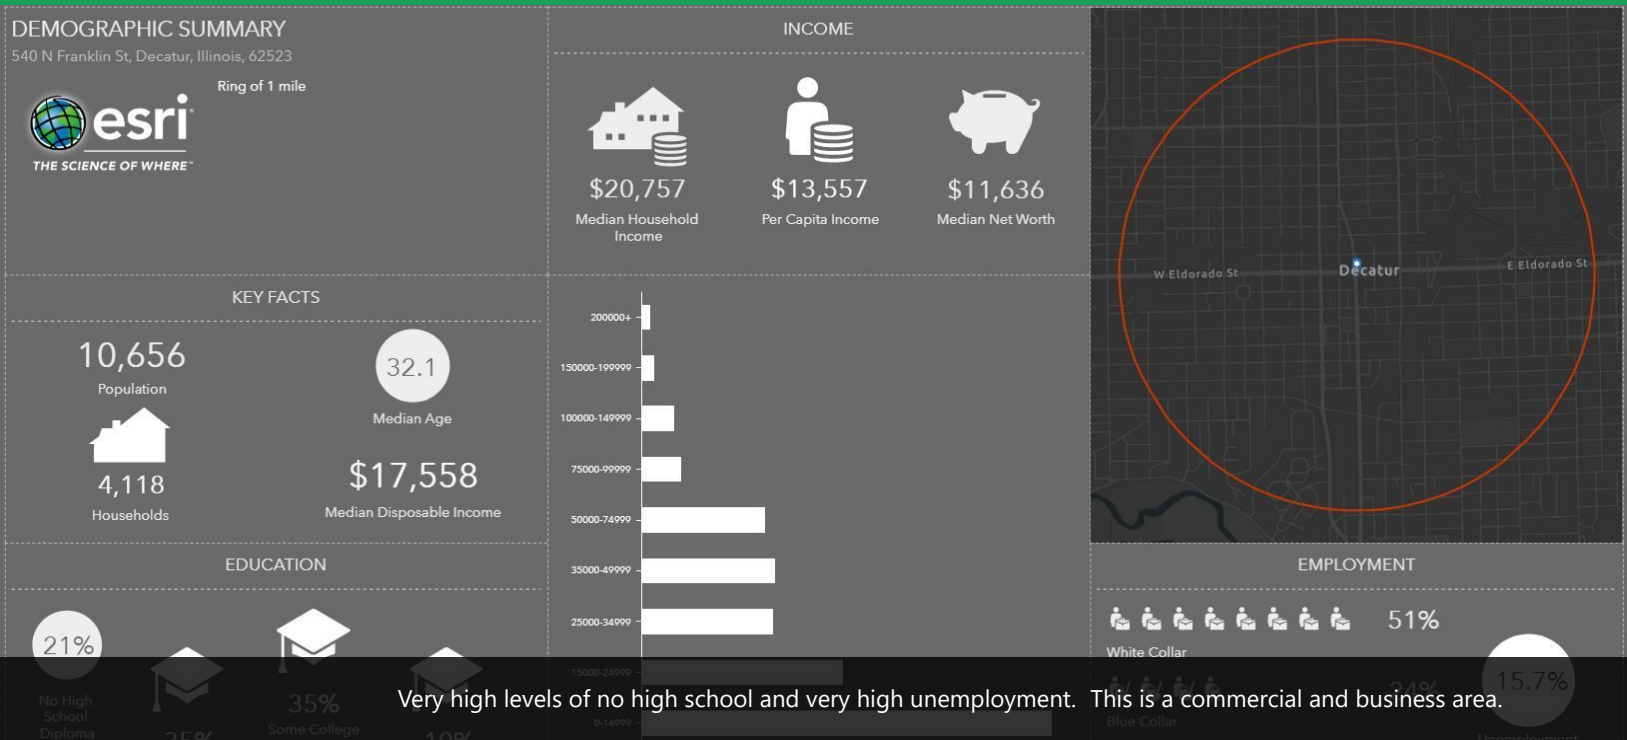 DEMOGRAPHIC SUMMARY
540 N Franklin St, Decatur, Illinois, 62523
Ring of 1 mile
esri
THE SCIENCE OF WHERE™
INCOME
$20,757
Median Household
Income
$13,557
Per Capita Income
$11,636
Median Net Worth
W Eldorado St
Decatur
E Eldorado St
KEY FACTS
10,656
Population
32.1
Median Age
4,118
Households
$17,558
Median Disposable Income
200000+
150000-199999
100000-149999
75000-99999
50000-74999
35000-49999
25000-34999
15000-24999
0-14999
EDUCATION
21%
No High
School
Diploma
35%
Some College
EMPLOYMENT
51%
White Collar
Blue Collar
15.7%
Unemployment
Very high levels of no high school and very high unemployment. This is a commercial and business area.